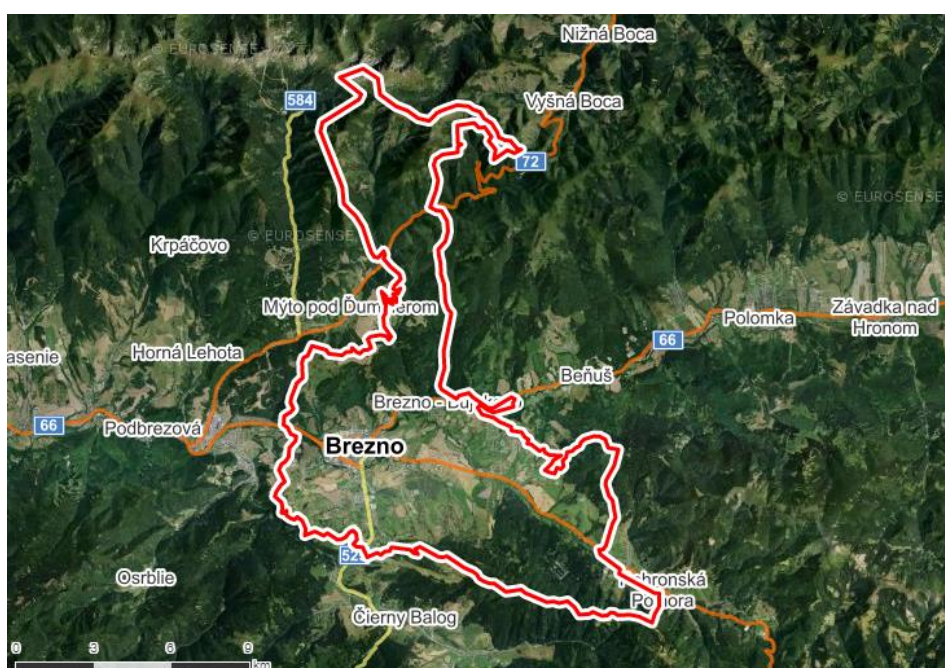 © EUROSENSE
Nižná Boca
584
Vyšná Boca
72
© EUROSENSE
Krpáčovo
© EUROSENSE
Mýto pod
Závadka nad
Hronom
Polomka
66
asenie
Horná Lehota
Beňuš
Brezno -
66
Podbrezová
Brezno
Osrblie
Čierny Balog
0 3 6 9
km